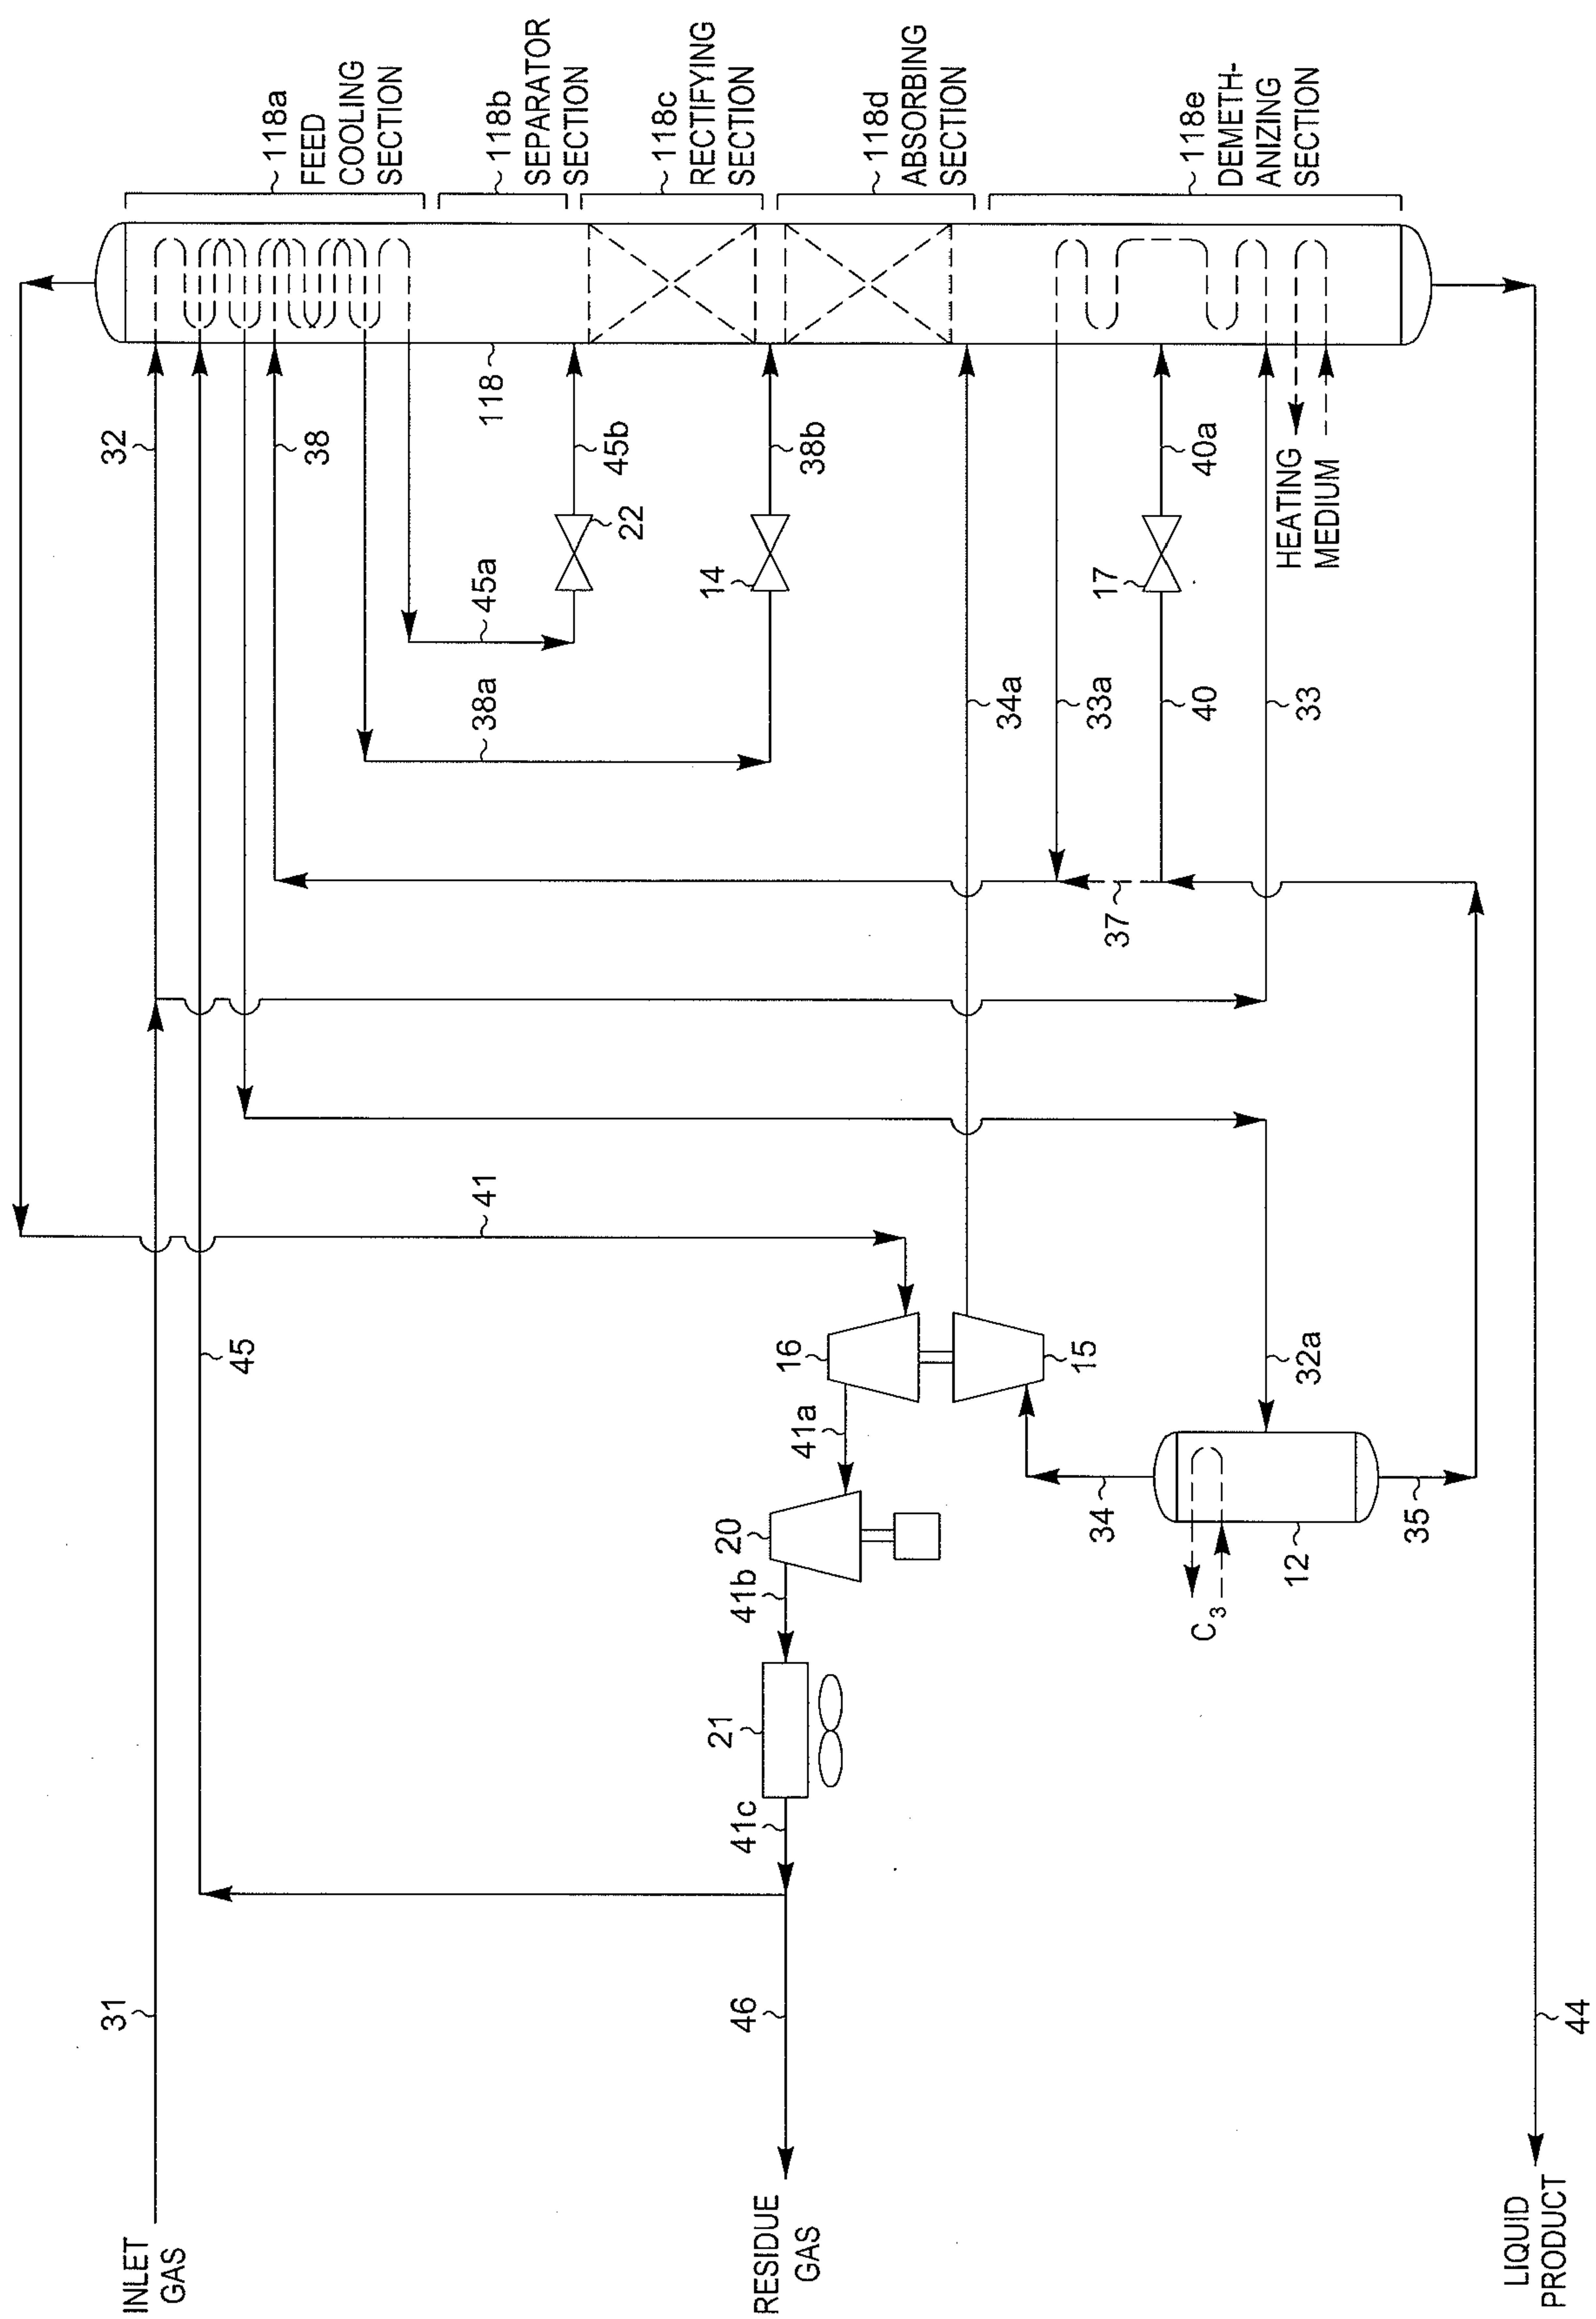 118a
FEED
COOLING
SECTION
118b
SEPARATOR
SECTION
118c
RECTIFYING
SECTION
118d
ABSORBING
SECTION
118e
DEMETH-
ANIZING
SECTION
118
32
38
45b
22
45a
38b
14
38a
34a
33a
40a
17
40
33
37
HEATING
MEDIUM
41
45
16
15
32a
41a
34
35
12
C3
20
41b
21
41c
46
31
44
INLET
GAS
RESIDUE
GAS
LIQUID
PRODUCT